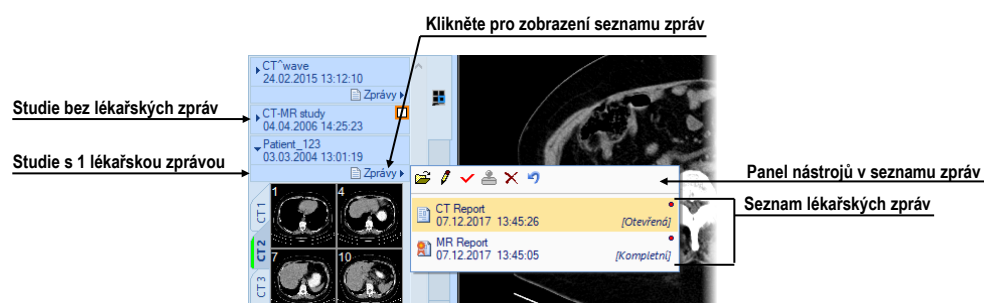 Klikněte pro zobrazení seznamu zpráv
CT^wave
24.02.2015 13:12:10
Zprávy
Studie bez lékařských zpráv
CT-MR study
04.04.2006 14:25:23
Patient_123
03.03.2004 13:01:19
Studie s 1 lékařskou zprávou
Zprávy
Panel nástrojů v seznamu zpráv
Seznam lékařských zpráv
CT Report
07.12.2017 13:45:26
[Otevřená]
MR Report
07.12.2017 13:45:05
[Kompletní]
CT 1
CT 2
CT 3
1
4
7
10